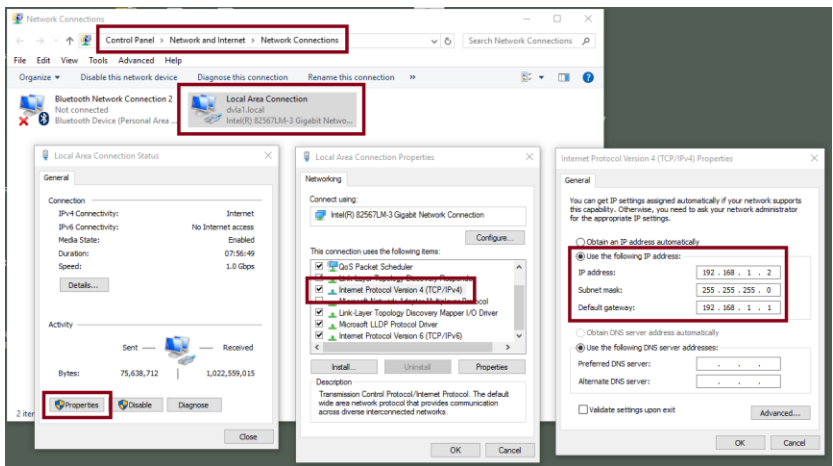 Network Connections
Control Panel > Network and Internet > Network Connections
Search Network Connections
File Edit View Tools Advanced Help
Organize Disable this network device Diagnose this connection Rename this connection »
Bluetooth Network Connection 2
Not connected
Bluetooth Device (Personal Area ...
Local Area Connection
dvla1.local
Intel(R) 82567LM-3 Gigabit Netwo...
2 iter
Local Area Connection Status
General
Connection
IPv4 Connectivity: Internet
IPv6 Connectivity: No Internet access
Media State: Enabled
Duration: 07:56:49
Speed: 1.0 Gbps
Details...
Activity
Sent Received
Bytes: 75,638,712 1,022,559,015
Properties Disable Diagnose
Close
Local Area Connection Properties
Networking
Connect using:
Intel(R) 82567LM-3 Gigabit Network Connection
Configure...
This connection uses the following items:
QoS Packet Scheduler
Link-Layer Topology Discovery Responder
Internet Protocol Version 4 (TCP/IPv4)
Microsoft Network Adapter Multiplexor Protocol
Link-Layer Topology Discovery Mapper I/O Driver
Microsoft LLDP Protocol Driver
Internet Protocol Version 6 (TCP/IPv6)
Install... Uninstall Properties
Description
Transmission Control Protocol/Internet Protocol. The default
wide area network protocol that provides communication
across diverse interconnected networks.
OK Cancel
Internet Protocol Version 4 (TCP/IPv4) Properties
General
You can get IP settings assigned automatically if your network supports
this capability. Otherwise, you need to ask your network administrator
for the appropriate IP settings.
Obtain an IP address automatically
Use the following IP address:
IP address: 192 . 168 . 1 . 2
Subnet mask: 255 . 255 . 255 . 0
Default gateway: 192 . 168 . 1 . 1
Obtain DNS server address automatically
Use the following DNS server addresses:
Preferred DNS server: . . .
Alternate DNS server: . . .
Validate settings upon exit
Advanced...
OK Cancel